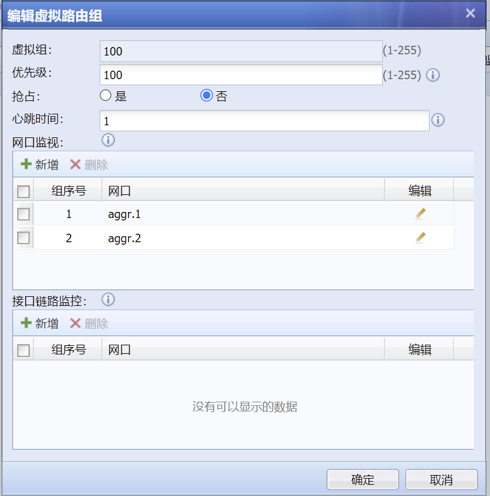 编辑虚拟路由组
虚拟组: 100 (1-255)
优先级: 100 (1-255)
抢占: 是 否
心跳时间: 1
网口监视:
新增 删除
组序号 网口 编辑
1 aggr.1
2 aggr.2
接口链路监控:
新增 删除
组序号 网口 编辑
没有可以显示的数据
确定 取消